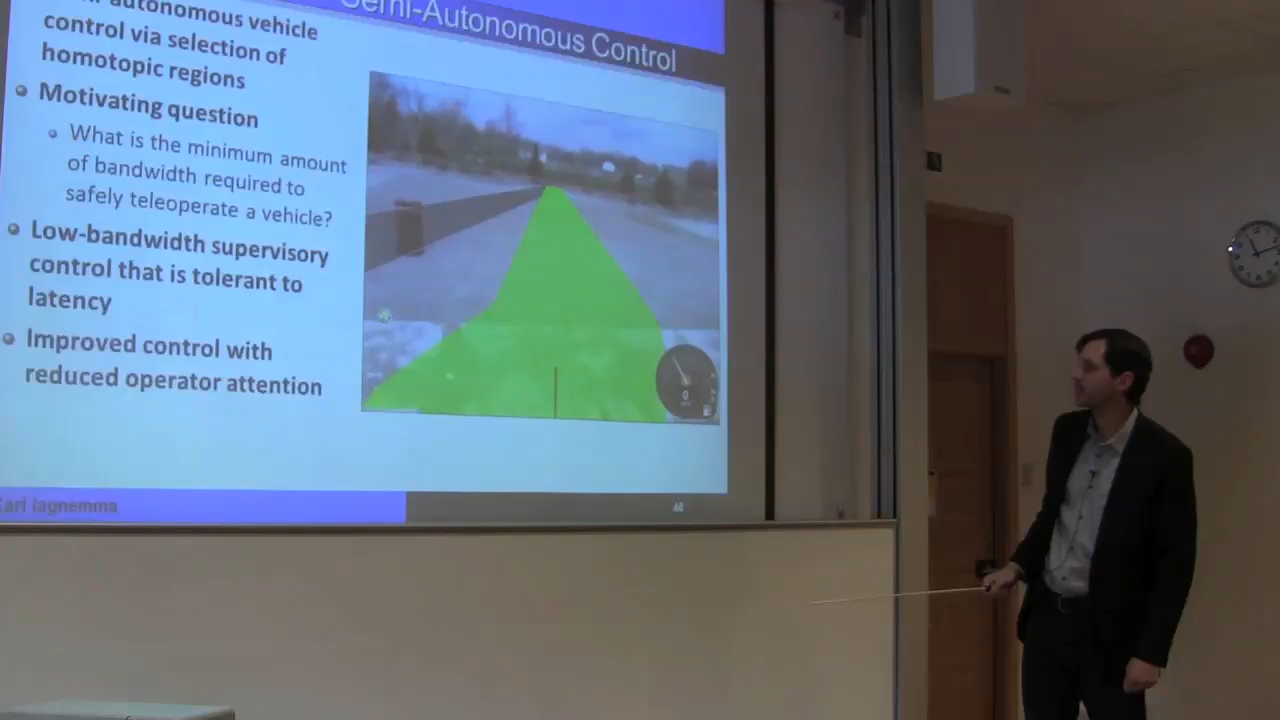 Semi-Autonomous Control
autonomous vehicle
control via selection of
homotopic regions
Motivating question
What is the minimum amount
of bandwidth required to
safely teleoperate a vehicle?
Low-bandwidth supervisory
control that is tolerant to
latency
Improved control with
reduced operator attention
0
Karl Iagnemma